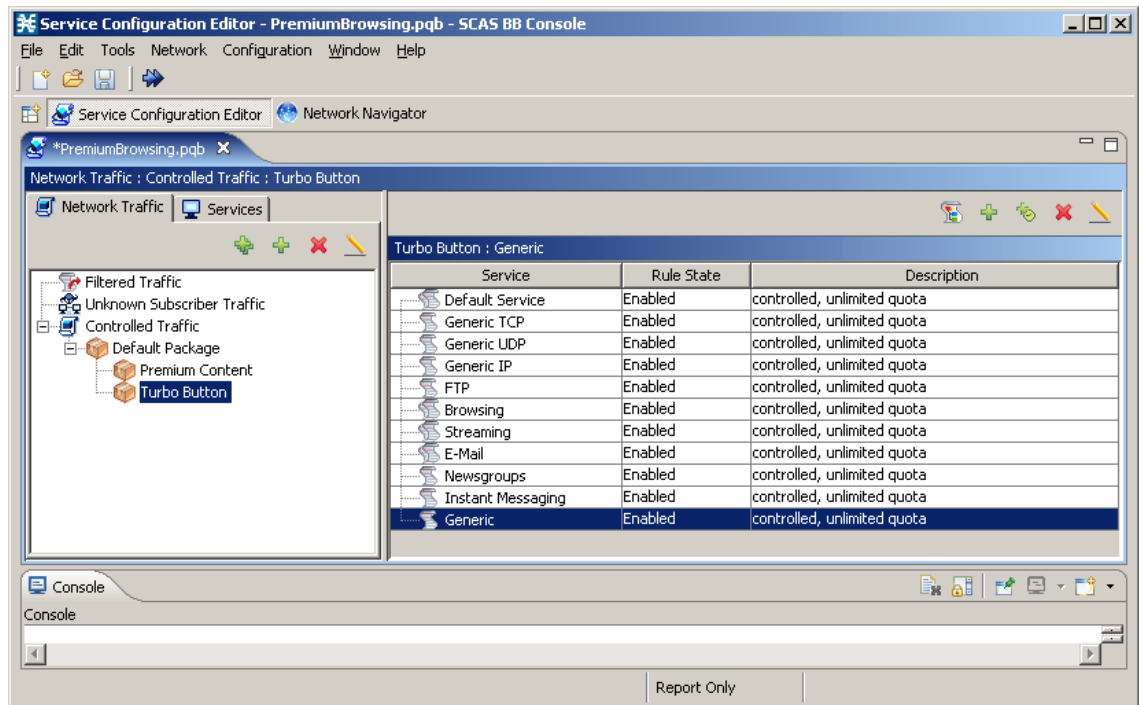 Service Configuration Editor - PremiumBrowsing.pqb - SCAS BB Console
File Edit Tools Network Configuration Window Help
Service Configuration Editor Network Navigator
*PremiumBrowsing.pqb
Network Traffic : Controlled Traffic : Turbo Button
Network Traffic Services
Filtered Traffic
Unknown Subscriber Traffic
Controlled Traffic
Default Package
Premium Content
Turbo Button
Turbo Button : Generic
Service Rule State Description
Default Service Enabled controlled, unlimited quota
Generic TCP Enabled controlled, unlimited quota
Generic UDP Enabled controlled, unlimited quota
Generic IP Enabled controlled, unlimited quota
FTP Enabled controlled, unlimited quota
Browsing Enabled controlled, unlimited quota
Streaming Enabled controlled, unlimited quota
E-Mail Enabled controlled, unlimited quota
Newsgroups Enabled controlled, unlimited quota
Instant Messaging Enabled controlled, unlimited quota
Generic Enabled controlled, unlimited quota
Console
Console
Report Only